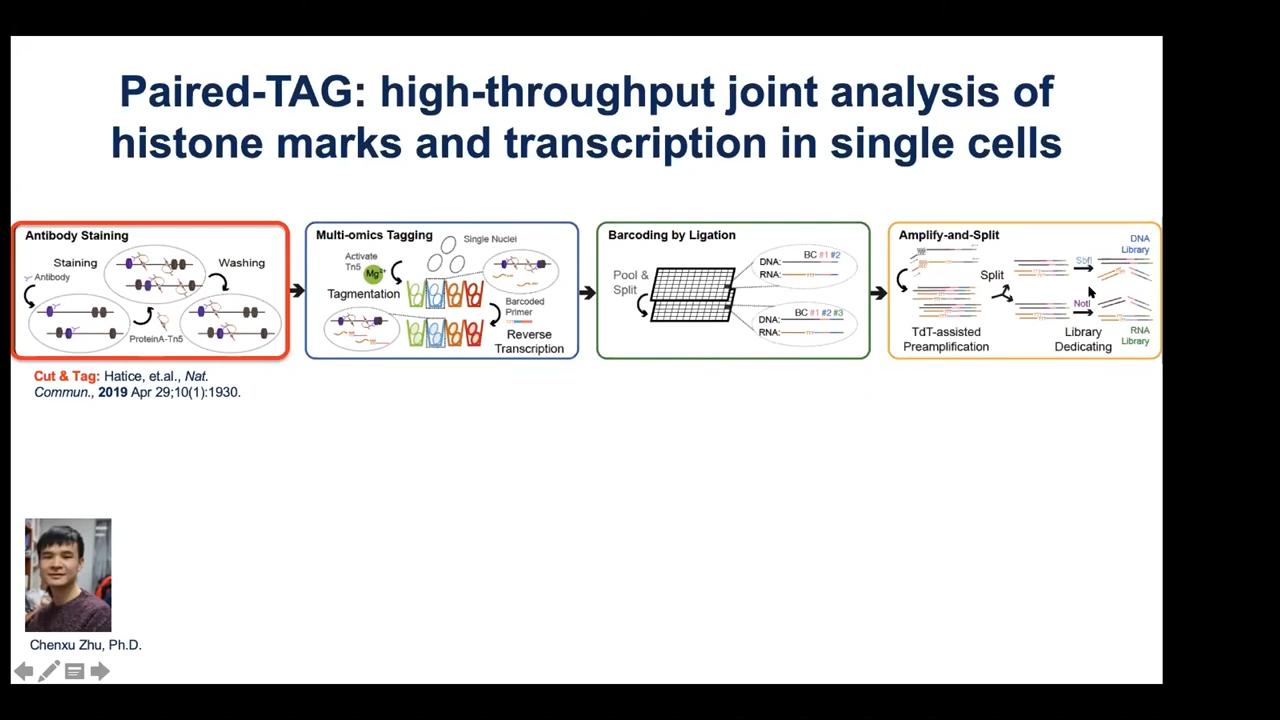 Paired-TAG: high-throughput joint analysis of
histone marks and transcription in single cells
Antibody Staining
Staining
Washing
Antibody
ProteinA-Tn5
Multi-omics Tagging
Single Nuclei
Activate
Tn5
Mg2+
Tagmentation
Barcoded
Primer
Reverse
Transcription
Barcoding by Ligation
Pool &
Split
BC #1 #2
DNA:
RNA:
BC #1 #2 #3
DNA:
RNA:
Amplify-and-Split
DNA
Library
SbfI
Split
NotI
TdT-assisted
Preamplification
Library
Dedicating
RNA
Library
Cut & Tag: Hatice, et.al., Nat.
Commun., 2019 Apr 29;10(1):1930.
Chenxu Zhu, Ph.D.